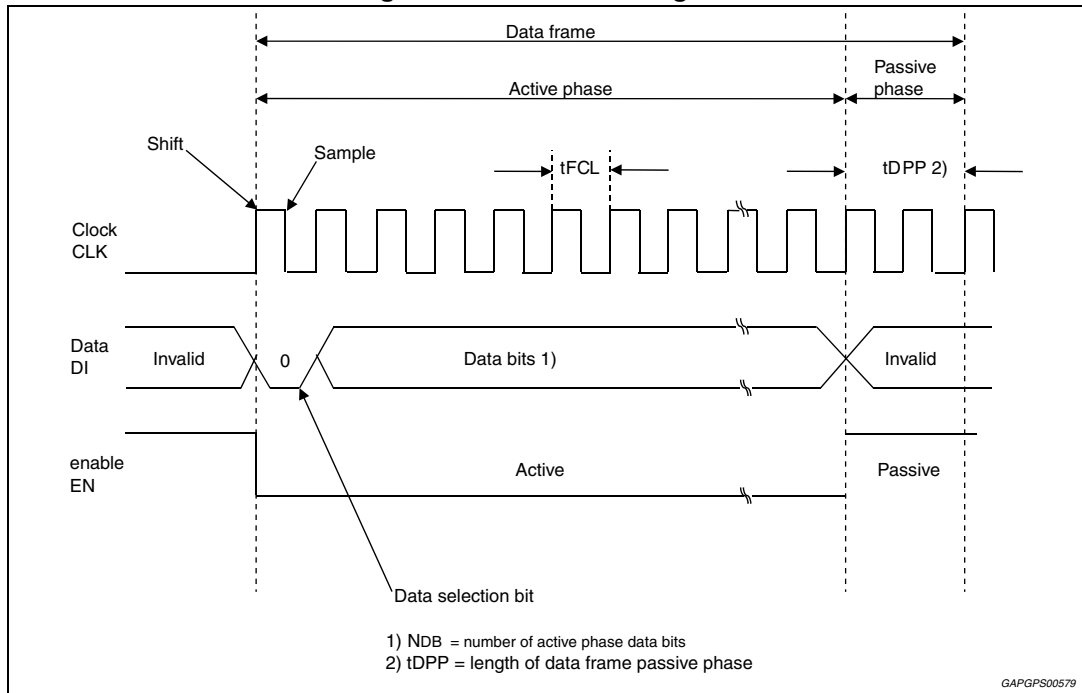 Data frame
Passive
phase
Active phase
Shift
Sample
tFCL
tDPP 2)
Clock
CLK
Data
DI
Invalid
0
Data bits 1)
Invalid
enable
EN
Active
Passive
Data selection bit
1) NDB = number of active phase data bits
2) tDPP = length of data frame passive phase
GAPGPS00579